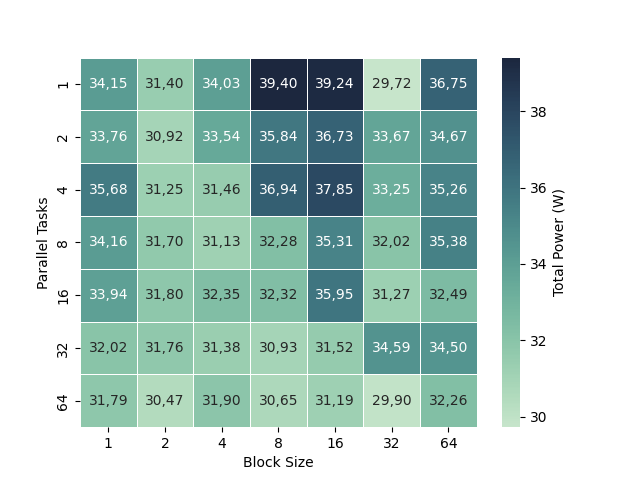 1 34,15 31,40 34,03 39,40 39,24 29,72 36,75
2 33,76 30,92 33,54 35,84 36,73 33,67 34,67
4 35,68 31,25 31,46 36,94 37,85 33,25 35,26
8 34,16 31,70 31,13 32,28 35,31 32,02 35,38
16 33,94 31,80 32,35 32,32 35,95 31,27 32,49
32 32,02 31,76 31,38 30,93 31,52 34,59 34,50
64 31,79 30,47 31,90 30,65 31,19 29,90 32,26
1 2 4 8 16 32 64
Block Size
Parallel Tasks
38
36
34
32
30
Total Power (W)